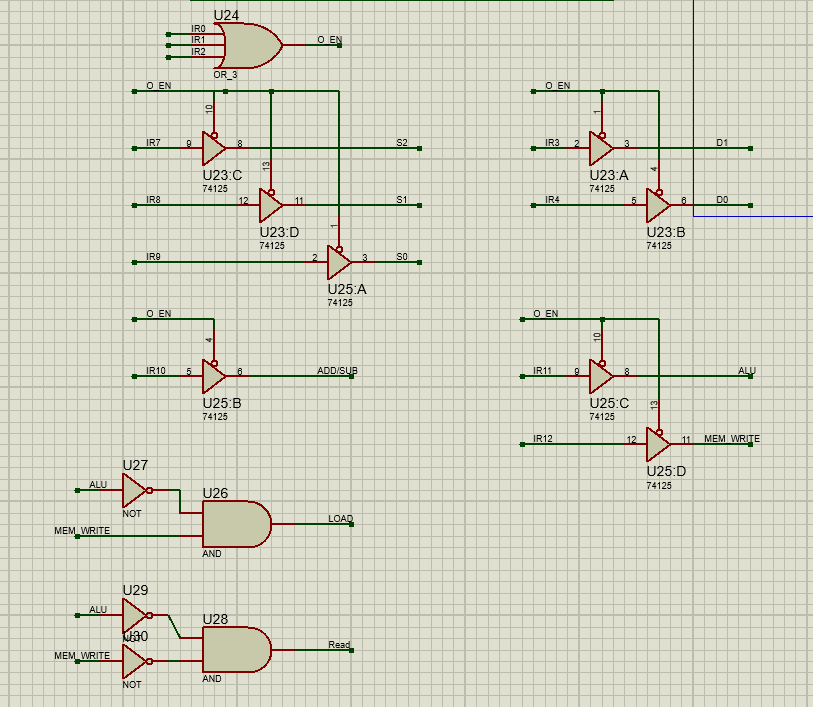 U24
IR0
IR1
IR2
O_EN
OR_3
O_EN
10
IR7 9 8 S2
U23:C
74125
13
IR8 12 11 S1
U23:D
74125
1
IR9 2 3 S0
U25:A
74125
O_EN
1
IR3 2 3 D1
U23:A
74125
4
IR4 5 6 D0
U23:B
74125
O_EN
4
IR10 5 6 ADD/SUB
U25:B
74125
O_EN
10
IR11 9 8 ALU
U25:C
74125
13
IR12 12 11 MEM_WRITE
U25:D
74125
U27
ALU
NOT
U26
MEM_WRITE
LOAD
AND
U29
ALU
NOT
U28
U30
MEM_WRITE
Read
NOT
AND